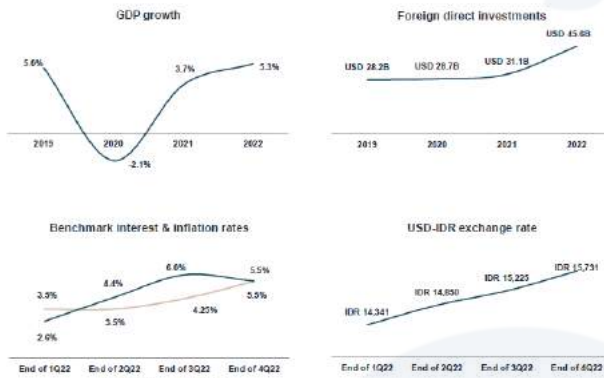 GDP growth
5.6%
3.7%
5.3%
-2.1%
2019 2020 2021 2022
Foreign direct investments
USD 28.2B USD 28.7B USD 31.1B USD 45.6B
2019 2020 2021 2022
Benchmark interest & inflation rates
3.5% 4.4% 6.0% 5.5%
2.6% 3.5% 4.25% 5.5%
End of 1Q22 End of 2Q22 End of 3Q22 End of 4Q22
USD-IDR exchange rate
IDR 14,341 IDR 14,850 IDR 15,225 IDR 15,731
End of 1Q22 End of 2Q22 End of 3Q22 End of 4Q22